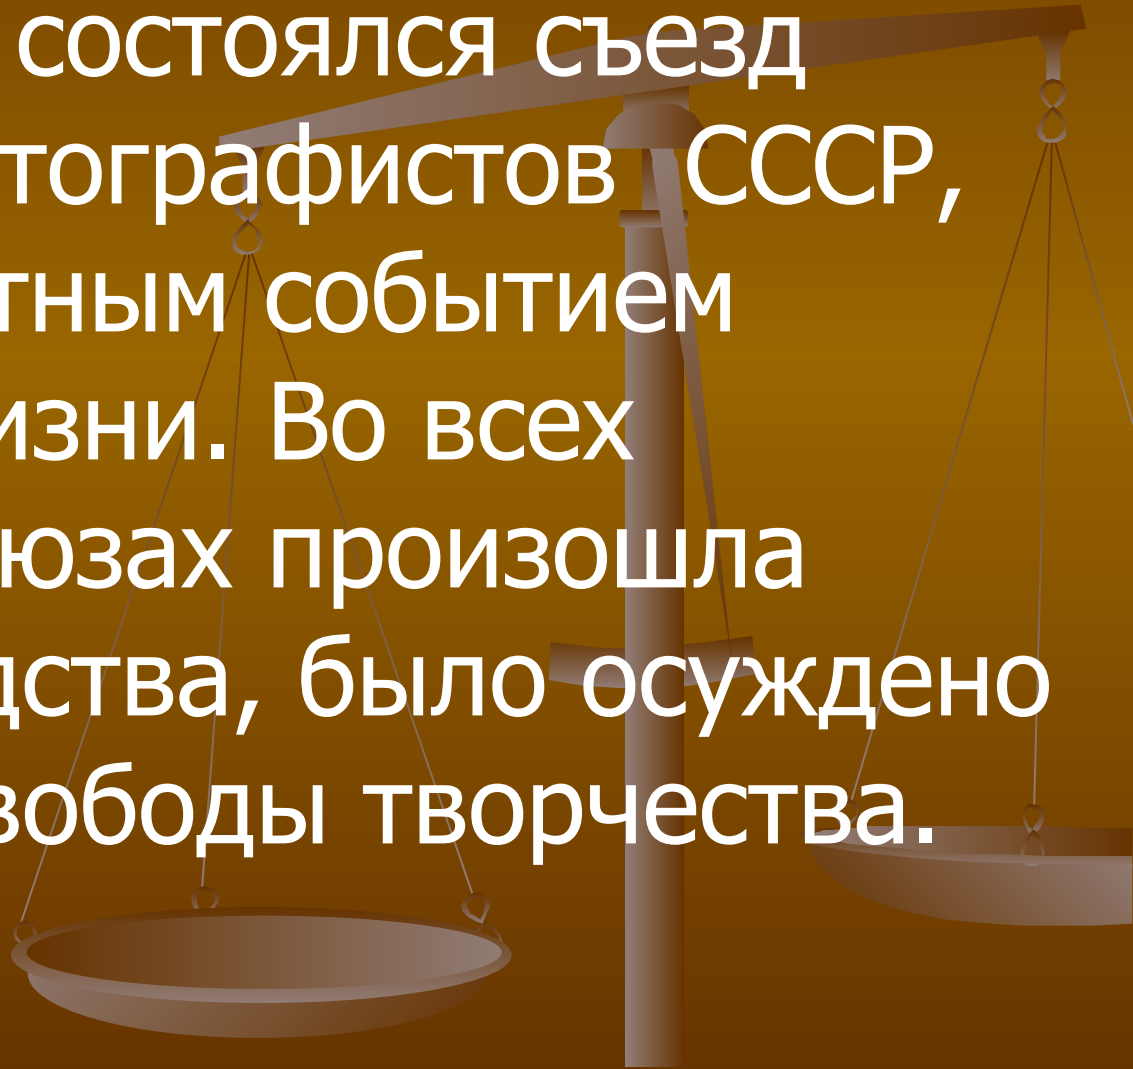 состоялся съезд
тографистов СССР,
тным событием
изни. Во всех
юзах произошла
дства, было осуждено
вободы творчества.